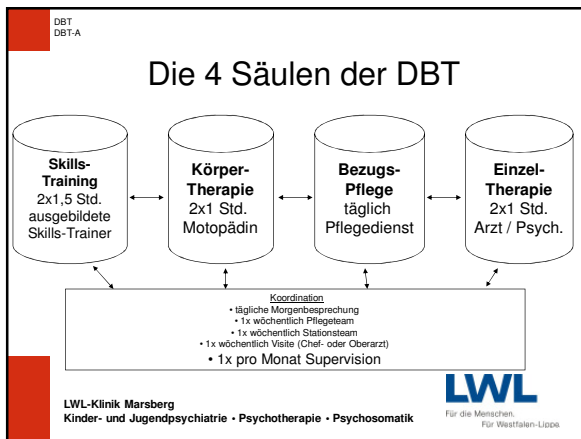 DBT
DBT-A
Die 4 Säulen der DBT
Skills-
Training
2x1,5 Std.
ausgebildete
Skills-Trainer
Körper-
Therapie
2x1 Std.
Motopädin
Bezugs-
Pflege
täglich
Pflegedienst
Einzel-
Therapie
2x1 Std.
Arzt / Psych.
Koordination
• tägliche Morgenbesprechung
• 1x wöchentlich Pflegeteam
• 1x wöchentlich Stationsteam
• 1x wöchentlich Visite (Chef- oder Oberarzt)
• 1x pro Monat Supervision
LWL-Klinik Marsberg
Kinder- und Jugendpsychiatrie • Psychotherapie • Psychosomatik
LWL
Für die Menschen.
Für Westfalen-Lippe.